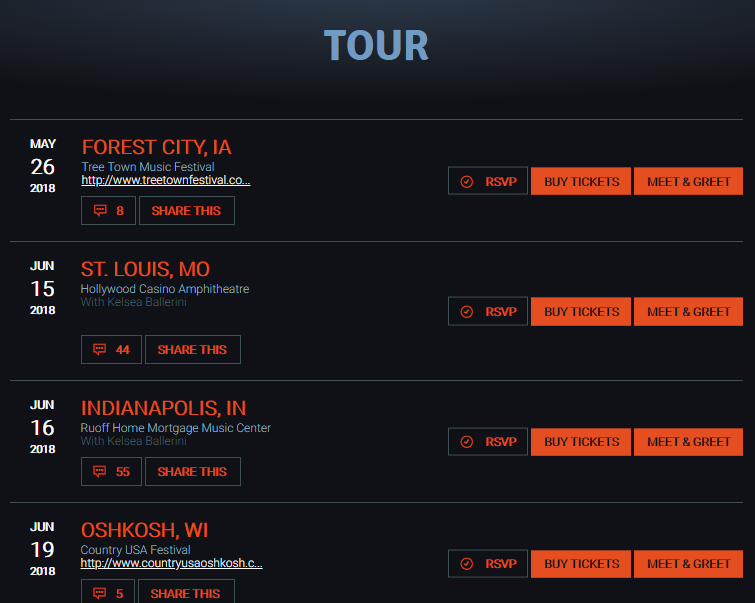 TOUR
MAY
26
2018
FOREST CITY, IA
Tree Town Music Festival
http://www.treetownfestival.co...
8
SHARE THIS
RSVP
BUY TICKETS
MEET & GREET
JUN
15
2018
ST. LOUIS, MO
Hollywood Casino Amphitheatre
With Kelsea Ballerini
44
SHARE THIS
RSVP
BUY TICKETS
MEET & GREET
JUN
16
2018
INDIANAPOLIS, IN
Ruoff Home Mortgage Music Center
With Kelsea Ballerini
55
SHARE THIS
RSVP
BUY TICKETS
MEET & GREET
JUN
19
2018
OSHKOSH, WI
Country USA Festival
http://www.countryusaoshkosh.c...
5
SHARE THIS
RSVP
BUY TICKETS
MEET & GREET